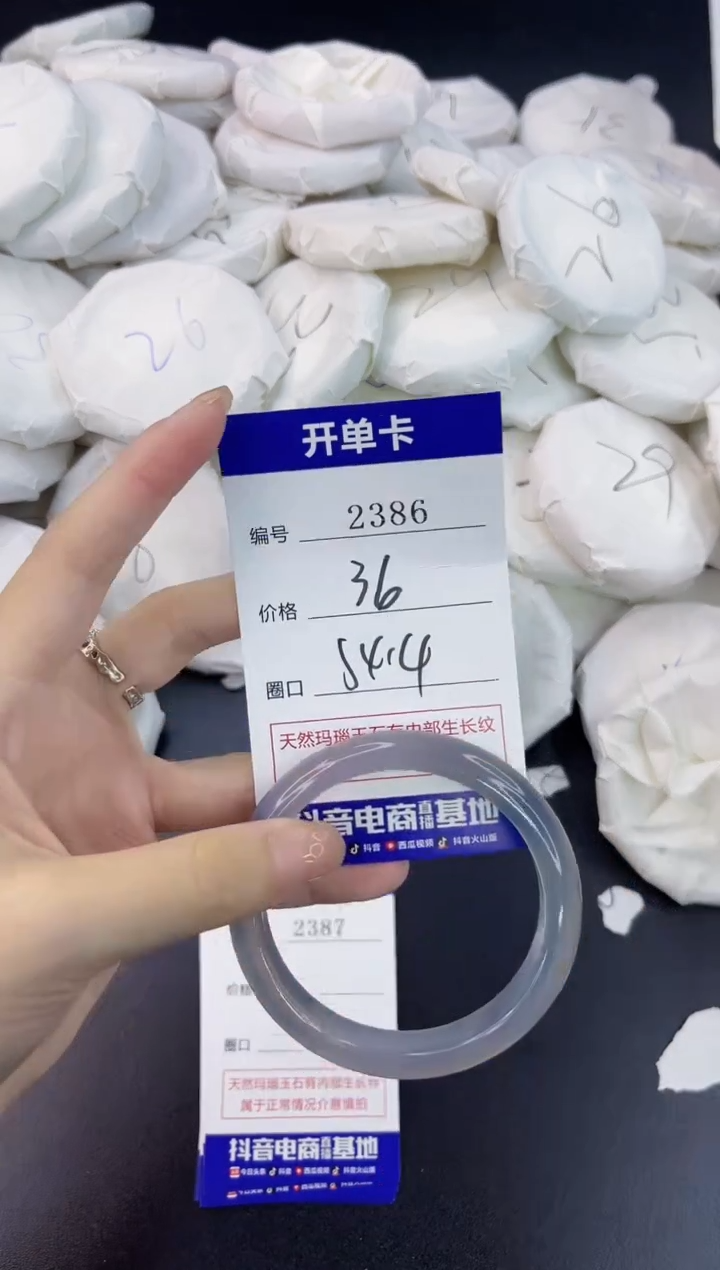 26
26
29
开单卡
编号 2386
价格 36
圈口 54.4
天然玛瑙玉石有内部生长纹
抖音电商直播基地
抖音 西瓜视频 抖音火山版
2387
价格
圈口
天然玛瑙玉石有内部生长纹
属于正常情况介意慎拍
抖音电商直播基地
今日头条 抖音 西瓜视频 抖音火山版